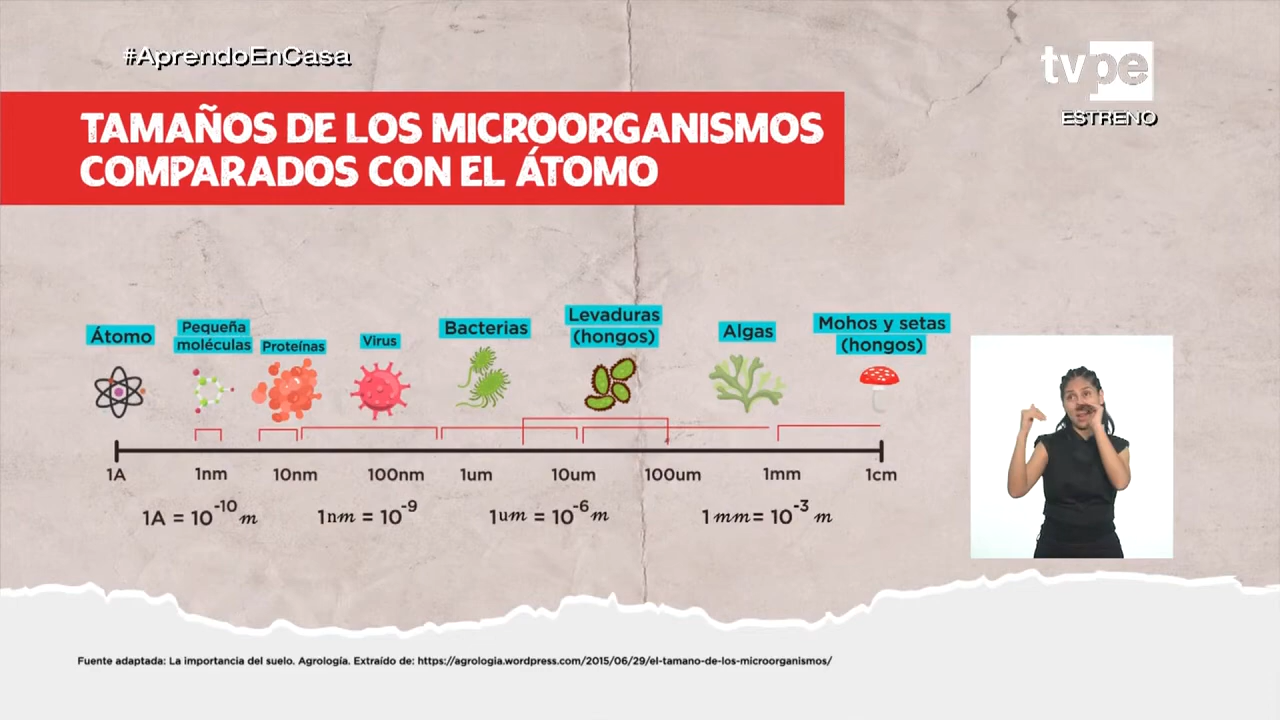 #AprendoEnCasa
tvpe
ESTRENO
TAMAÑOS DE LOS MICROORGANISMOS
COMPARADOS CON EL ÁTOMO
Átomo
Pequeña
moléculas
Proteínas
Virus
Bacterias
Levaduras
(hongos)
Algas
Mohos y setas
(hongos)
1A 1nm 10nm 100nm 1um 10um 100um 1mm 1cm
1A = 10⁻¹⁰ m 1nm = 10⁻⁹ 1um = 10⁻⁶ m 1mm = 10⁻³ m
Fuente adaptada: La importancia del suelo. Agrología. Extraído de: https://agrologia.wordpress.com/2015/06/29/el-tamano-de-los-microorganismos/